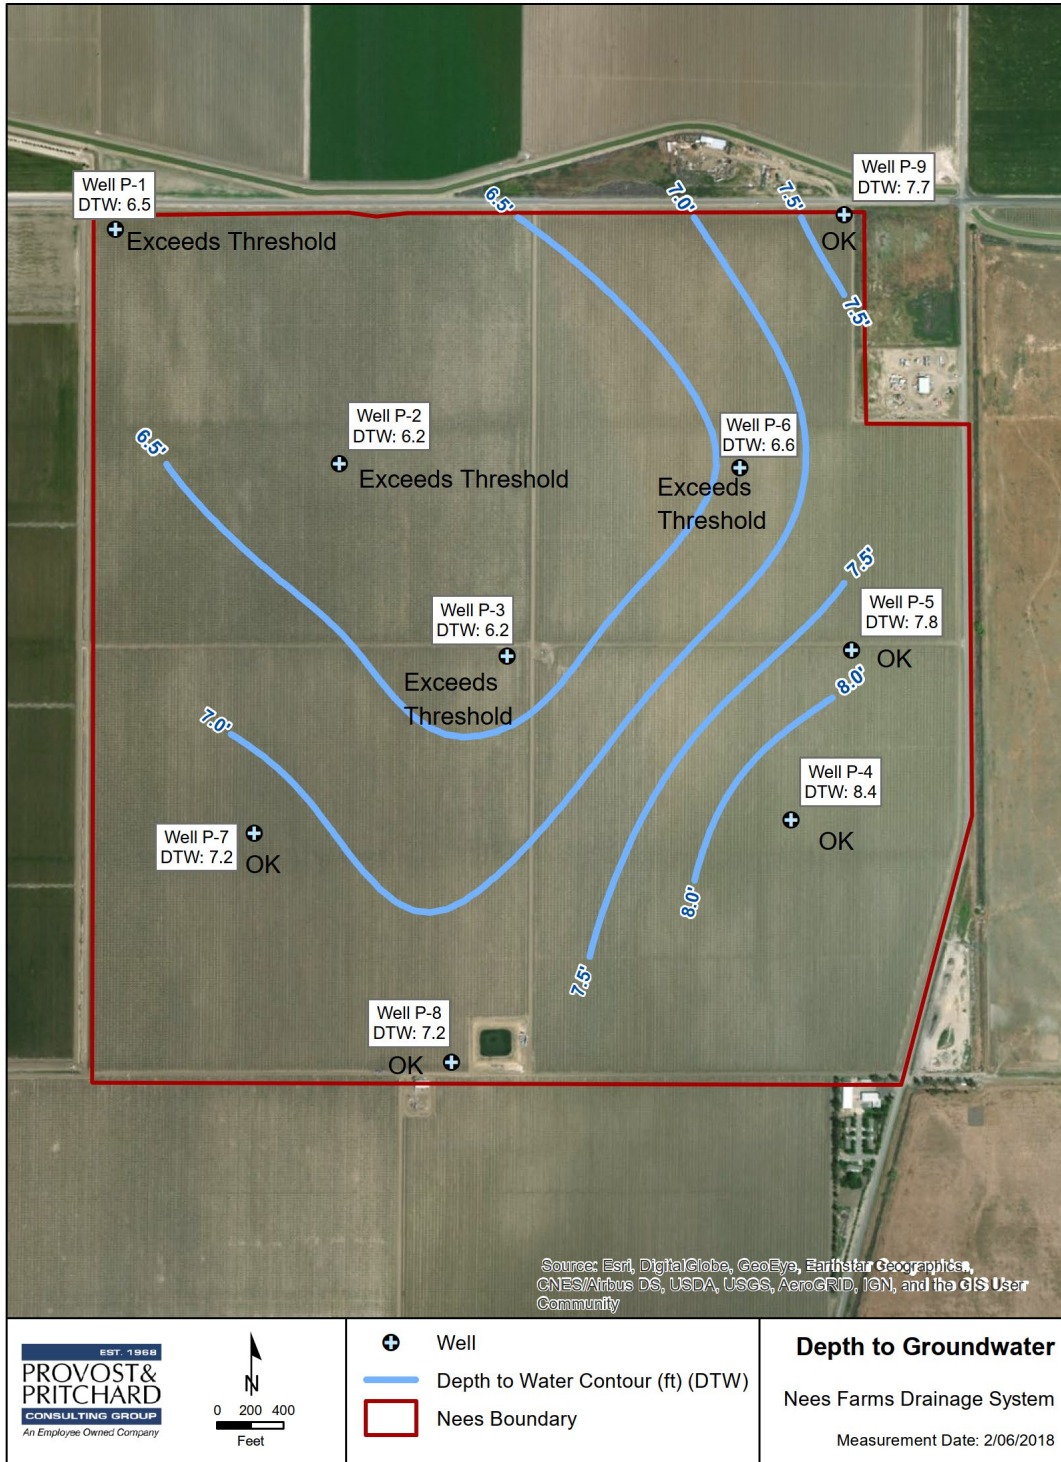 Well P-1
DTW: 6.5
Exceeds Threshold
6.5'
7.0'
7.5'
Well P-9
DTW: 7.7
OK
7.5'
6.5'
Well P-2
DTW: 6.2
Exceeds Threshold
Well P-6
DTW: 6.6
Exceeds
Threshold
7.5'
Well P-3
DTW: 6.2
Exceeds
Threshold
Well P-5
DTW: 7.8
OK
8.0'
7.0'
Well P-4
DTW: 8.4
OK
Well P-7
DTW: 7.2
OK
8.0'
7.5'
Well P-8
DTW: 7.2
OK
Source: Esri, DigitalGlobe, GeoEye, Earthstar Geographics,
CNES/Airbus DS, USDA, USGS, AeroGRID, IGN, and the GIS User
Community
EST. 1968
PROVOST&
PRITCHARD
CONSULTING GROUP
An Employee Owned Company
N
0 200 400
Feet
Well
Depth to Water Contour (ft) (DTW)
Nees Boundary
Depth to Groundwater
Nees Farms Drainage System
Measurement Date: 2/06/2018